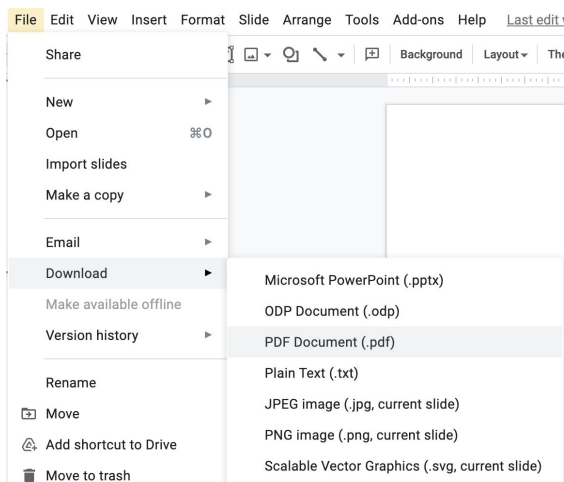 File Edit View Insert Format Slide Arrange Tools Add-ons Help Last edit
Background Layout
Share
New
Open ⌘O
Import slides
Make a copy
Email
Download
Microsoft PowerPoint (.pptx)
Make available offline
ODP Document (.odp)
Version history
PDF Document (.pdf)
Plain Text (.txt)
Rename
JPEG image (.jpg, current slide)
Move
PNG image (.png, current slide)
Add shortcut to Drive
Scalable Vector Graphics (.svg, current slide)
Move to trash